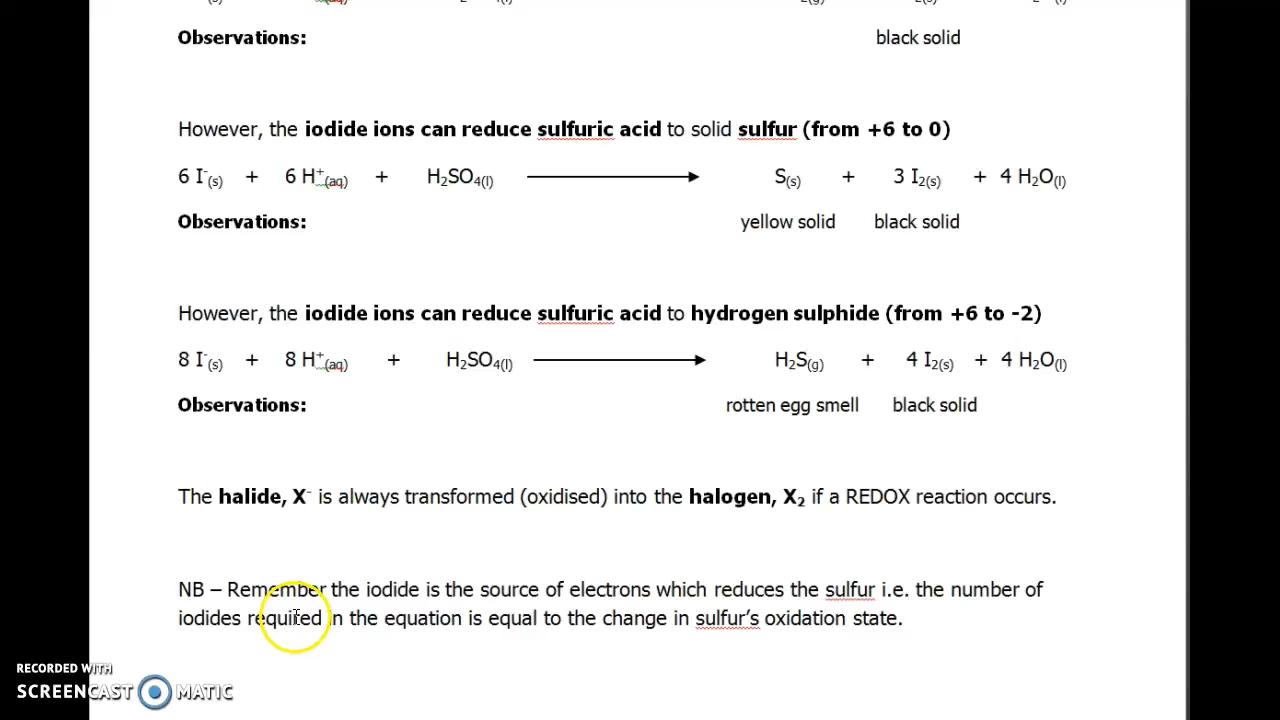 Observations: black solid
However, the iodide ions can reduce sulfuric acid to solid sulfur (from +6 to 0)
6 I⁻(s) + 6 H⁺(aq) + H₂SO₄(l) ⟶ S(s) + 3 I₂(s) + 4 H₂O(l)
Observations: yellow solid black solid
However, the iodide ions can reduce sulfuric acid to hydrogen sulphide (from +6 to -2)
8 I⁻(s) + 8 H⁺(aq) + H₂SO₄(l) ⟶ H₂S(g) + 4 I₂(s) + 4 H₂O(l)
Observations: rotten egg smell black solid
The halide, X⁻ is always transformed (oxidised) into the halogen, X₂ if a REDOX reaction occurs.
NB – Remember the iodide is the source of electrons which reduces the sulfur i.e. the number of
iodides required in the equation is equal to the change in sulfur's oxidation state.
RECORDED WITH
SCREENCAST MATIC